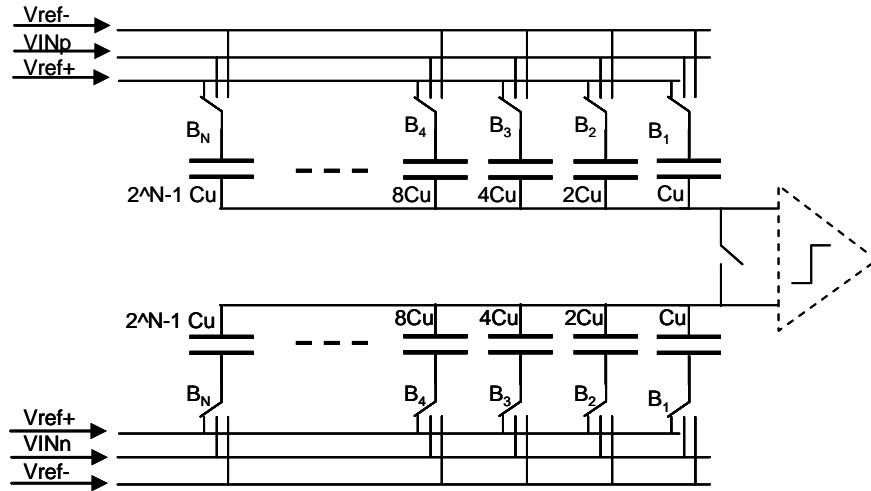 Vref-
VINp
Vref+
B_N B_4 B_3 B_2 B_1
2^N-1 Cu 8Cu 4Cu 2Cu Cu
2^N-1 Cu 8Cu 4Cu 2Cu Cu
B_N B_4 B_3 B_2 B_1
Vref+
VINn
Vref-